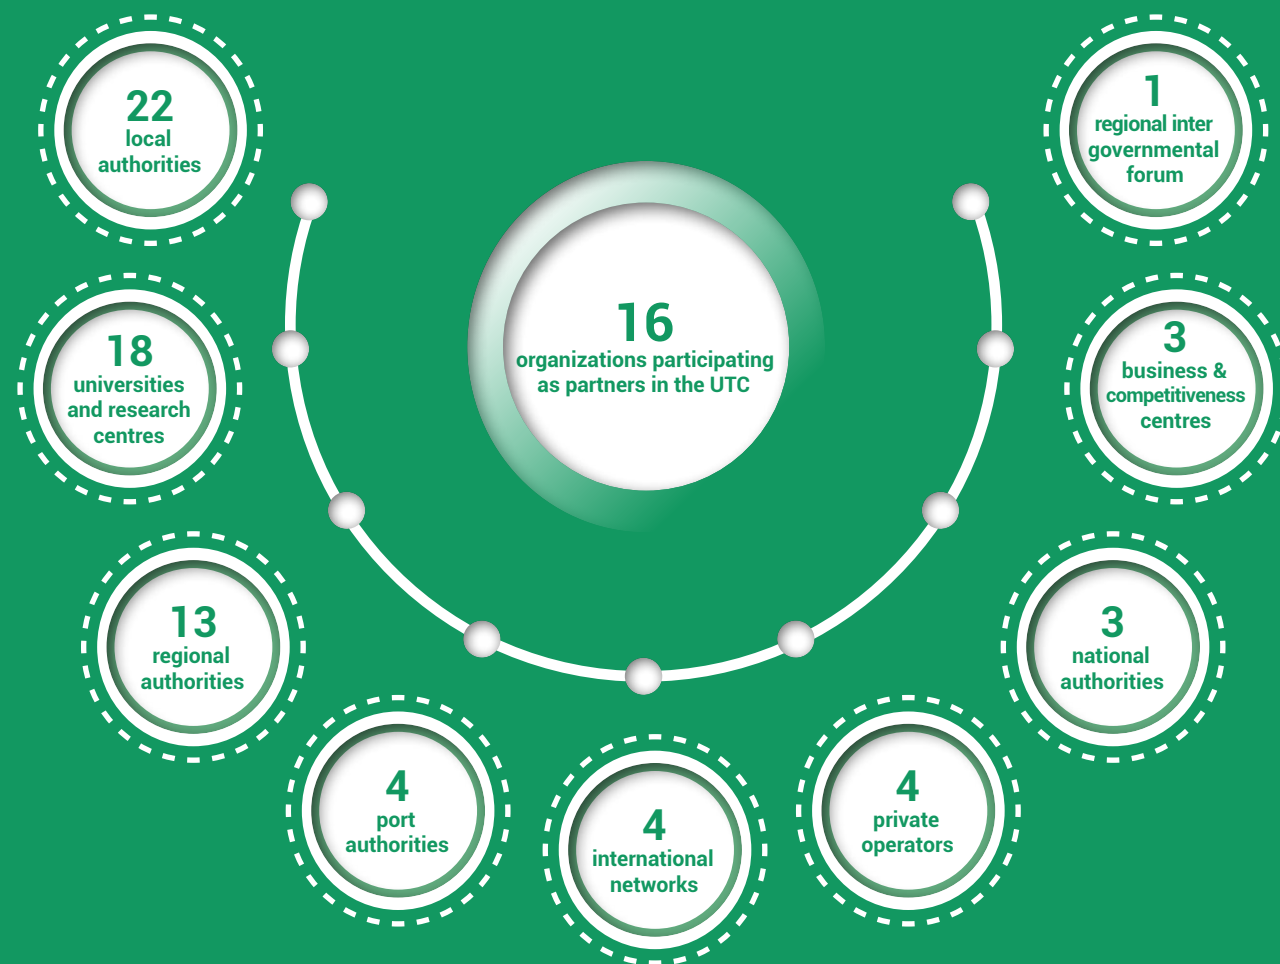 22
local
authorities
18
universities
and research
centres
13
regional
authorities
4
port
authorities
4
international
networks
4
private
operators
3
national
authorities
3
business &
competitiveness
centres
1
regional inter
governmental
forum
16
organizations participating
as partners in the UTC